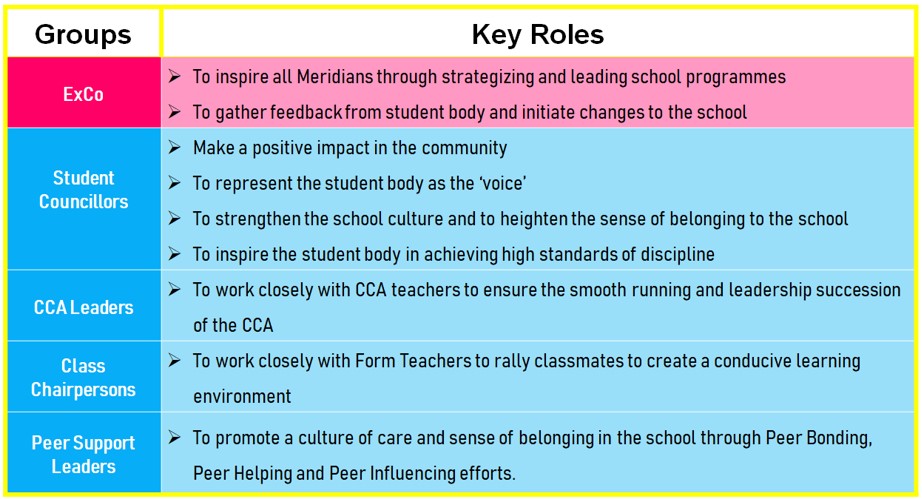 Groups
Key Roles
ExCo
➢ To inspire all Meridians through strategizing and leading school programmes
➢ To gather feedback from student body and initiate changes to the school
Student
Councillors
➢ Make a positive impact in the community
➢ To represent the student body as the ‘voice’
➢ To strengthen the school culture and to heighten the sense of belonging to the school
➢ To inspire the student body in achieving high standards of discipline
CCA Leaders
➢ To work closely with CCA teachers to ensure the smooth running and leadership succession
of the CCA
Class
Chairpersons
➢ To work closely with Form Teachers to rally classmates to create a conducive learning
environment
Peer Support
Leaders
➢ To promote a culture of care and sense of belonging in the school through Peer Bonding,
Peer Helping and Peer Influencing efforts.